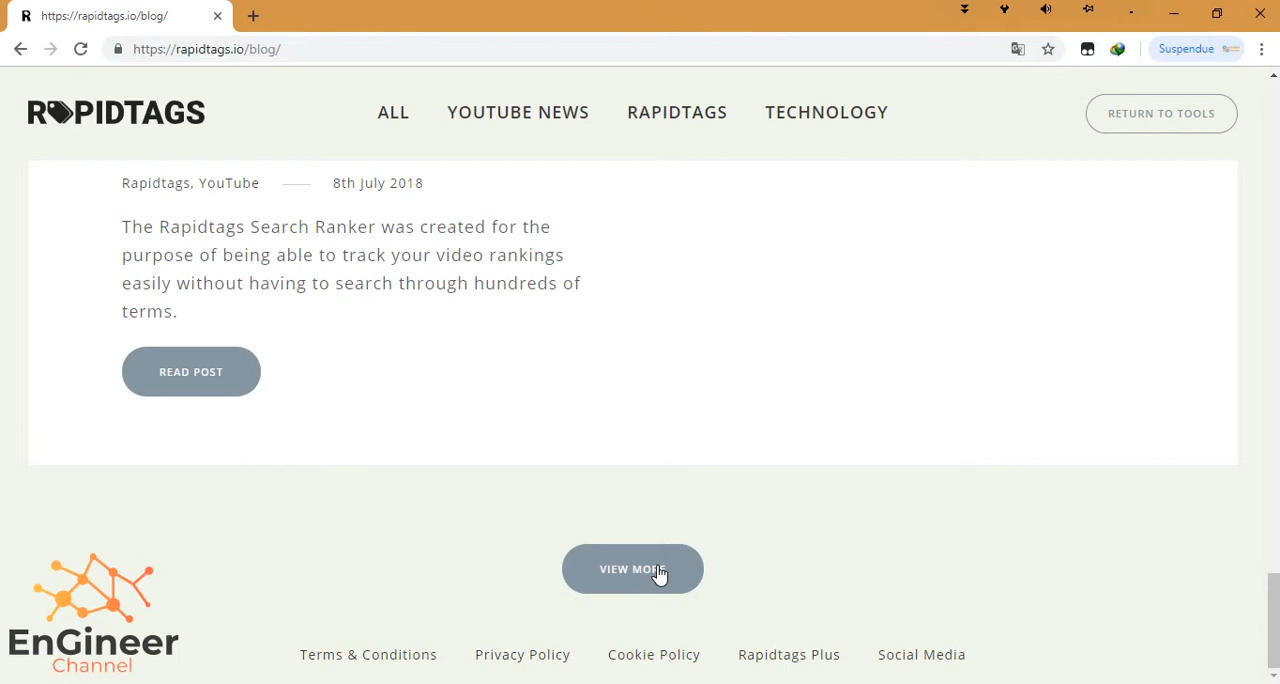 https://rapidtags.io/blog/
https://rapidtags.io/blog/
Suspendue
RAPIDTAGS
ALL
YOUTUBE NEWS
RAPIDTAGS
TECHNOLOGY
RETURN TO TOOLS
Rapidtags, YouTube
8th July 2018
The Rapidtags Search Ranker was created for the
purpose of being able to track your video rankings
easily without having to search through hundreds of
terms.
READ POST
VIEW MORE
EnGineer
Channel
Terms & Conditions
Privacy Policy
Cookie Policy
Rapidtags Plus
Social Media